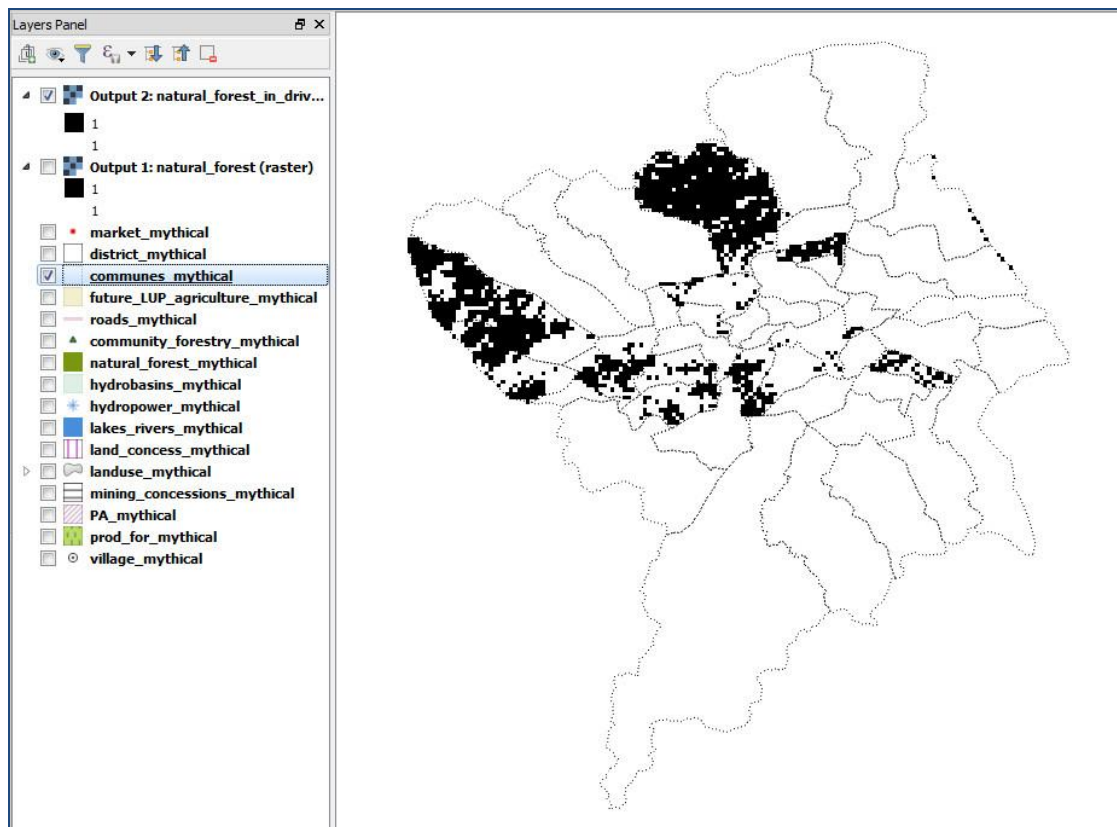 Layers Panel
Output 2: natural_forest_in_driv...
1
1
Output 1: natural_forest (raster)
1
1
market_mythical
district_mythical
communes_mythical
future_LUP_agriculture_mythical
roads_mythical
community_forestry_mythical
natural_forest_mythical
hydrobasins_mythical
hydropower_mythical
lakes_rivers_mythical
land_concess_mythical
landuse_mythical
mining_concessions_mythical
PA_mythical
prod_for_mythical
village_mythical